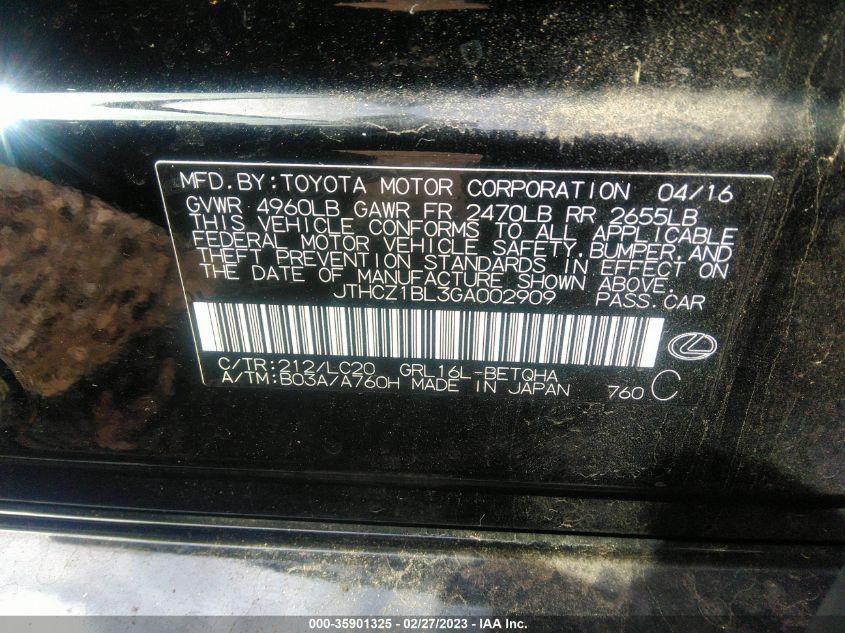 MFD.BY:TOYOTA MOTOR CORPORATION 04/16
GVWR 4960LB GAWR FR 2470LB RR 2655LB
THIS VEHICLE CONFORMS TO ALL APPLICABLE
FEDERAL MOTOR VEHICLE SAFETY,BUMPER,AND
THEFT PREVENTION STANDARDS IN EFFECT ON
THE DATE OF MANUFACTURE SHOWN ABOVE.
JTHCZ1BL3GA002909 PASS.CAR
C/TR:212/LC20 GRL16L-BETQHA
A/TM:B03A/A760H MADE IN JAPAN 760 C
000-35901325 - 02/27/2023 - IAA Inc.